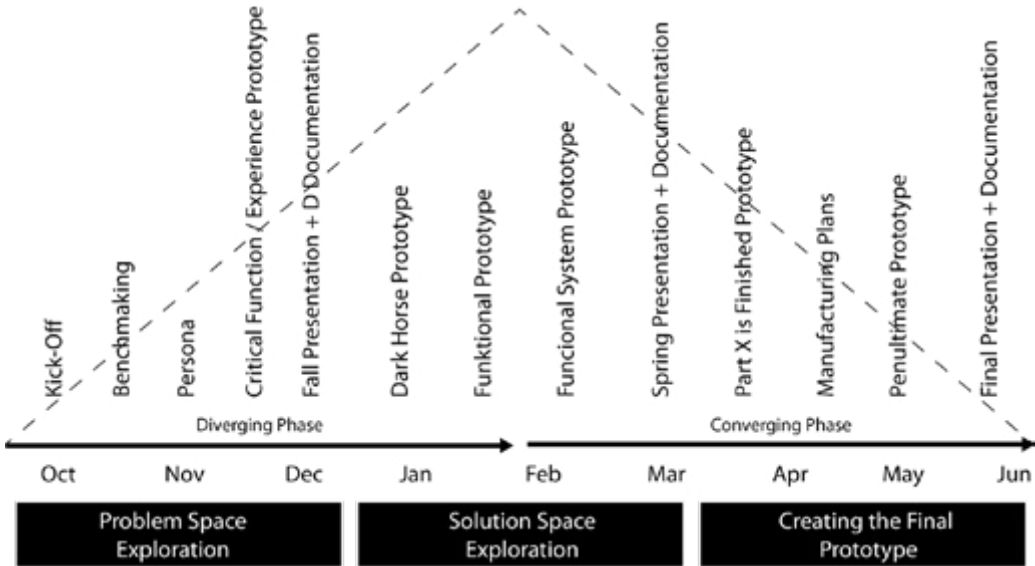 Kick-Off
Benchmaking
Persona
Critical Function / Experience Prototype
Fall Presentation + D'Documentation
Dark Horse Prototype
Funktional Prototype
Funcional System Prototype
Spring Presentation + Documentation
Part X is Finished Prototype
Manufacturing Plans
Penultimate Prototype
Final Presentation + Documentation
Diverging Phase
Converging Phase
Oct
Nov
Dec
Jan
Feb
Mar
Apr
May
Jun
Problem Space
Exploration
Solution Space
Exploration
Creating the Final
Prototype